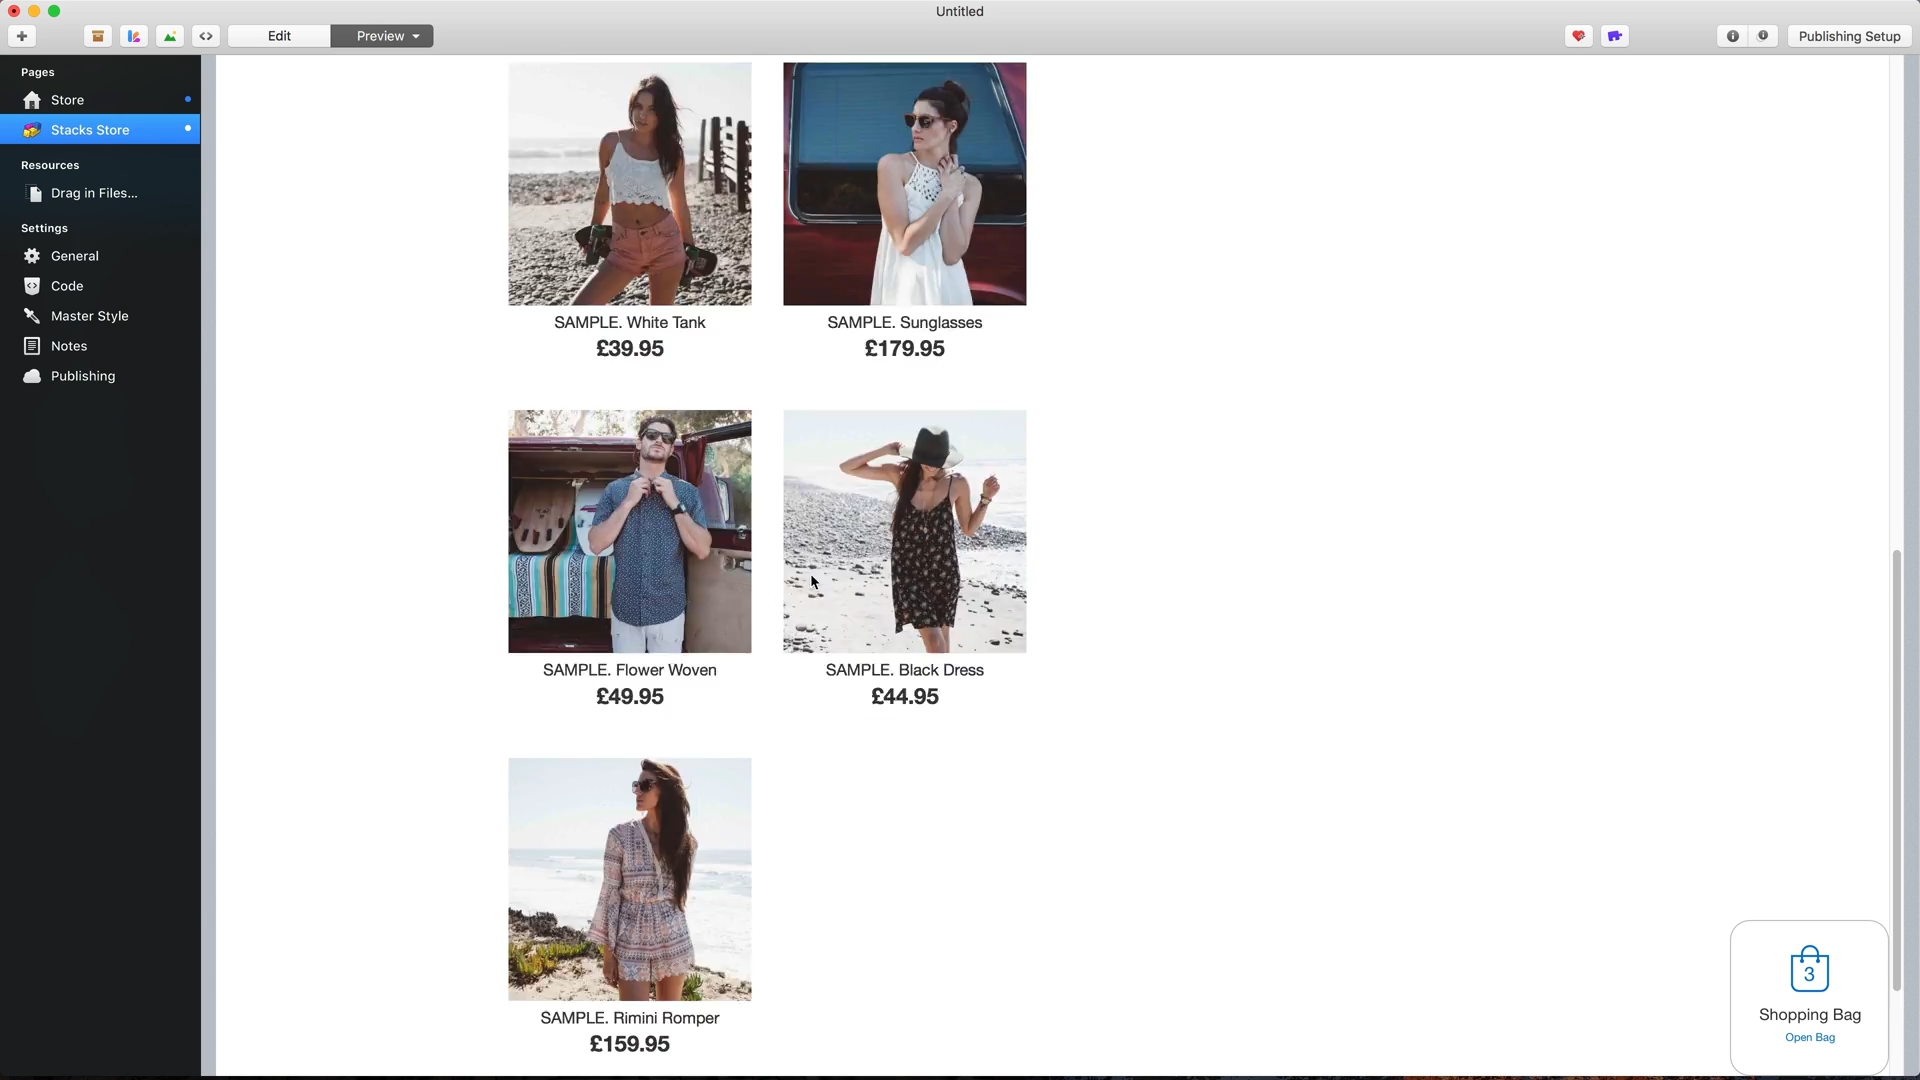 Untitled
Edit
Preview
Publishing Setup
Pages
Store
Stacks Store
Resources
Drag in Files...
Settings
General
Code
Master Style
Notes
Publishing
SAMPLE. White Tank
£39.95
SAMPLE. Sunglasses
£179.95
SAMPLE. Flower Woven
£49.95
SAMPLE. Black Dress
£44.95
SAMPLE. Rimini Romper
£159.95
3
Shopping Bag
Open Bag